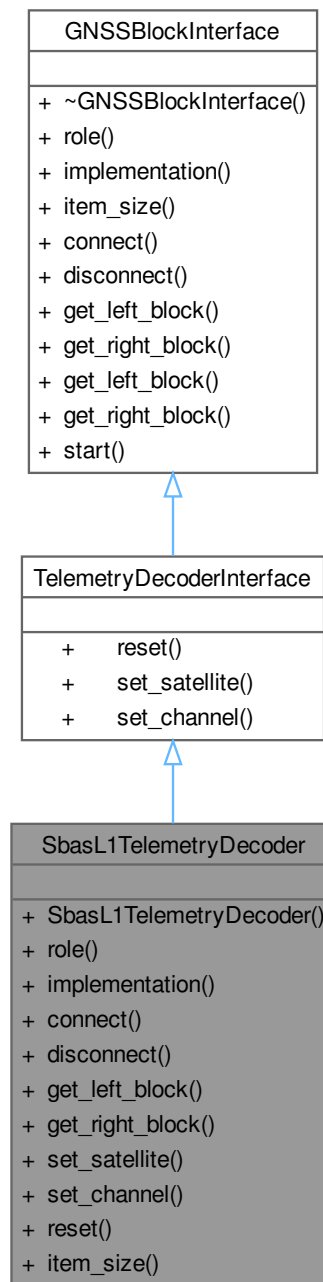 GNSSBlockInterface
+ ~GNSSBlockInterface()
+ role()
+ implementation()
+ item_size()
+ connect()
+ disconnect()
+ get_left_block()
+ get_right_block()
+ get_left_block()
+ get_right_block()
+ start()
TelemetryDecoderInterface
+ reset()
+ set_satellite()
+ set_channel()
SbasL1TelemetryDecoder
+ SbasL1TelemetryDecoder()
+ role()
+ implementation()
+ connect()
+ disconnect()
+ get_left_block()
+ get_right_block()
+ set_satellite()
+ set_channel()
+ reset()
+ item_size()